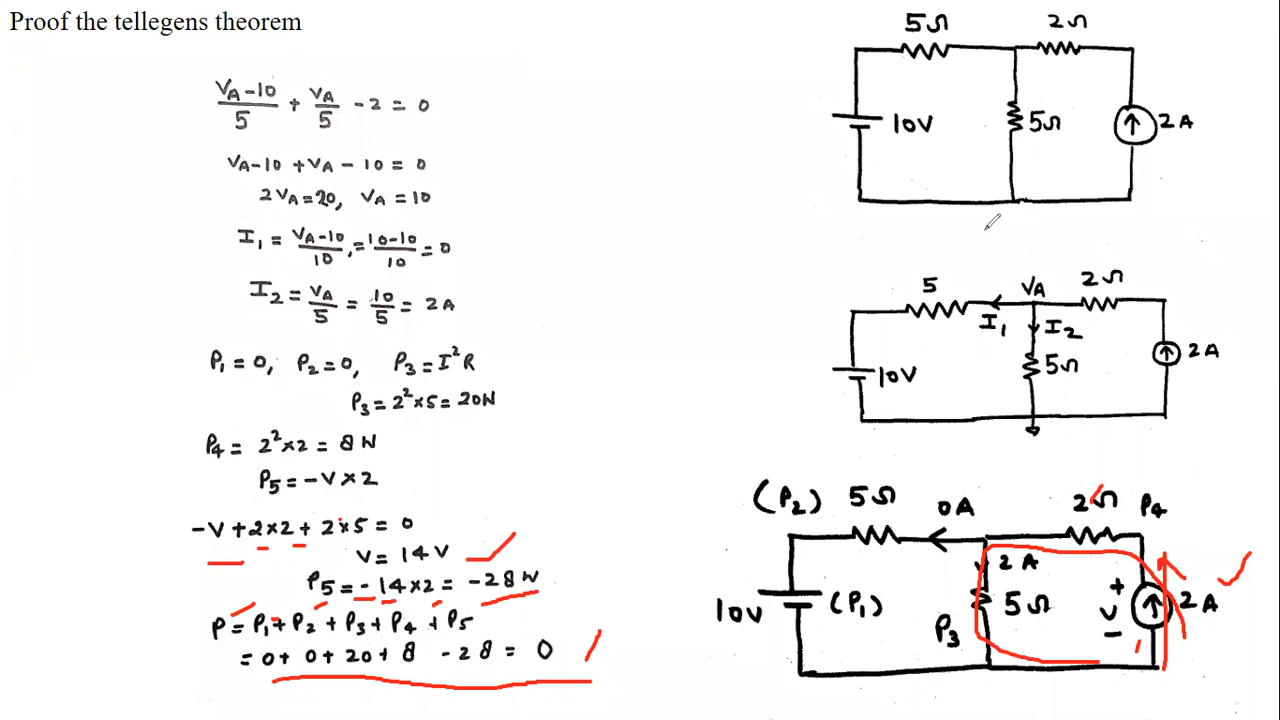 Proof the tellegens theorem
(VA-10)/5 + VA/5 -2 = 0
VA-10 + VA - 10 = 0
2VA=20, VA=10
I1 = (VA-10)/10, = (10-10)/10 = 0
I2 = VA/5 = 10/5 = 2A
P1=0, P2=0, P3=I²R
P3=2²×5=20W
P4= 2²×2 = 8W
P5=-V×2
-V+2×2+2×5=0
V=14V
P5=-14×2=-28W
P=P1+P2+P3+P4+P5
=0+0+20+8-28=0
5Ω 2Ω
10V 5Ω 2A
5 VA 2Ω
I1 I2
10V 5Ω 2A
(P2) 5Ω 0A 2Ω P4
2A
10V (P1) 5Ω + V - 2A
P3